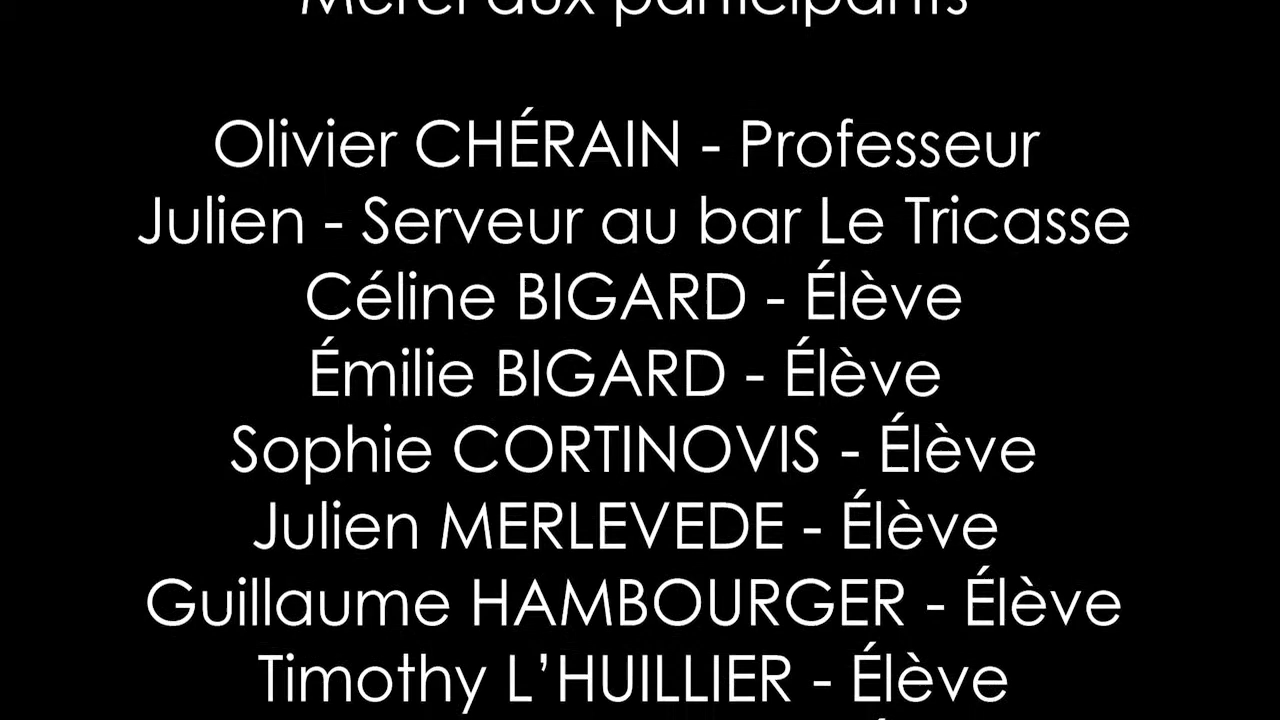 Merci aux participants
Olivier CHÉRAIN - Professeur
Julien - Serveur au bar Le Tricasse
Céline BIGARD - Élève
Émilie BIGARD - Élève
Sophie CORTINOVIS - Élève
Julien MERLEVEDE - Élève
Guillaume HAMBOURGER - Élève
Timothy L’HUILLIER - Élève